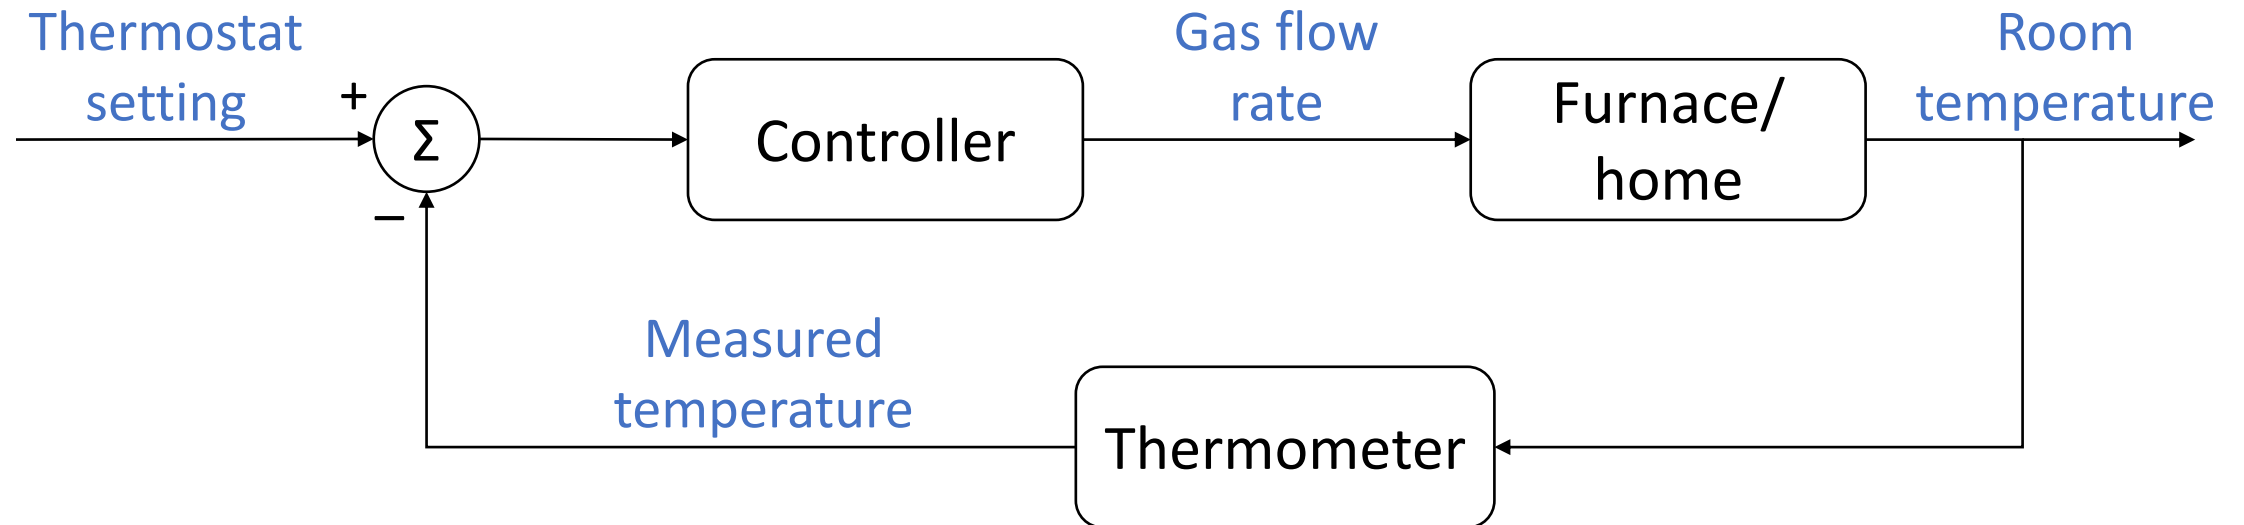 Thermostat
setting
+
Σ
−
Controller
Gas flow
rate
Furnace/
home
Room
temperature
Measured
temperature
Thermometer